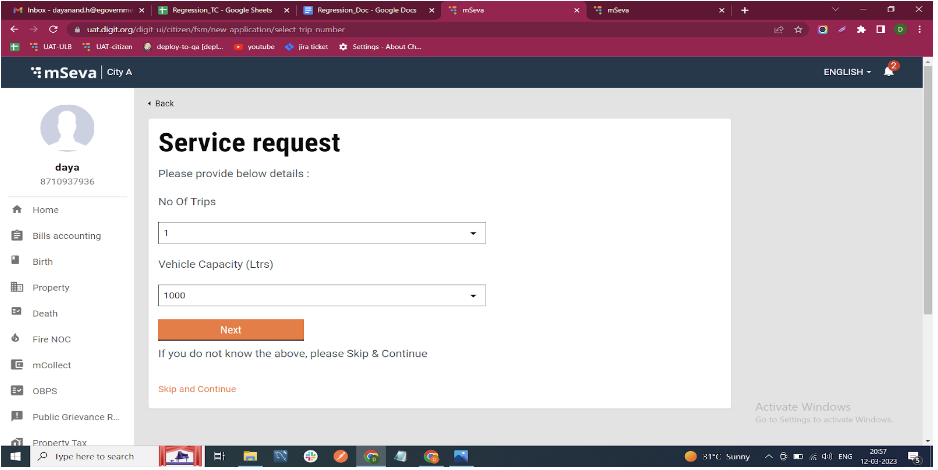 Inbox - dayanand.h@egovernm
Regression_TC - Google Sheets
Regression_Doc - Google Docs
mSeva
mSeva
uat.digit.org/digit-ui/citizen/fsm/new-application/select-trip-number
UAT-ULB
UAT-citizen
deploy-to-qa [depl...
youtube
jira ticket
Settings - About Ch...
mSeva
City A
ENGLISH
2
Back
Service request
Please provide below details :
No Of Trips
1
Vehicle Capacity (Ltrs)
1000
Next
If you do not know the above, please Skip & Continue
Skip and Continue
daya
8710937936
Home
Bills accounting
Birth
Property
Death
Fire NOC
mCollect
OBPS
Public Grievance R...
Property Tax
Activate Windows
Go to Settings to activate Windows.
Type here to search
31°C Sunny
ENG
20:57
12-03-2023
5